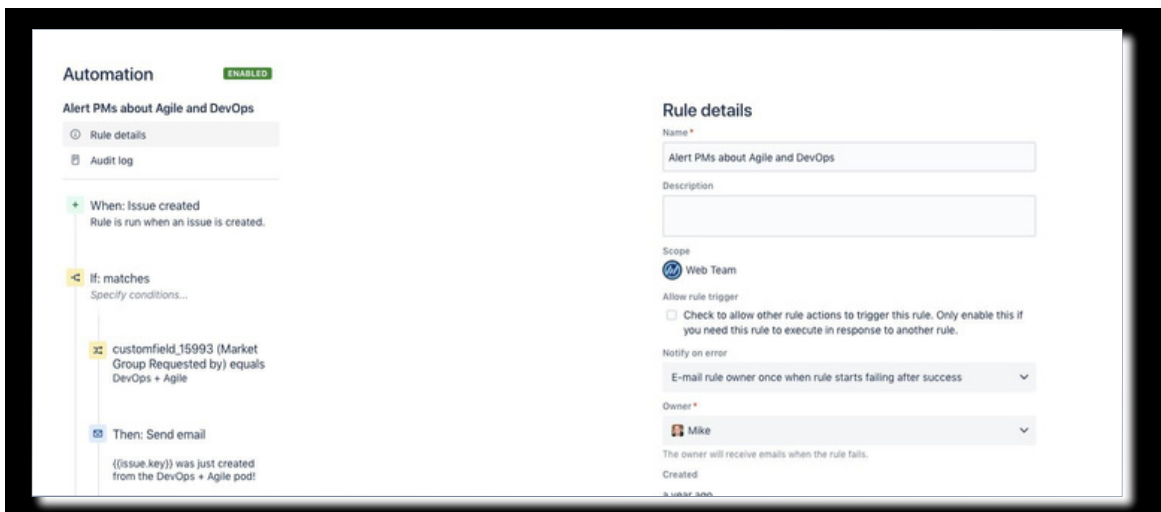 Automation
ENABLED
Alert PMs about Agile and DevOps
Rule details
Audit log
When: Issue created
Rule is run when an issue is created.
If: matches
Specify conditions...
customfield_15993 (Market
Group Requested by) equals
DevOps + Agile
Then: Send email
{{issue.key}} was just created
from the DevOps + Agile pod!
Rule details
Name *
Alert PMs about Agile and DevOps
Description
Scope
Web Team
Allow rule trigger
Check to allow other rule actions to trigger this rule. Only enable this if
you need this rule to execute in response to another rule.
Notify on error
E-mail rule owner once when rule starts failing after success
Owner *
Mike
The owner will receive emails when the rule fails.
Created
a year ago